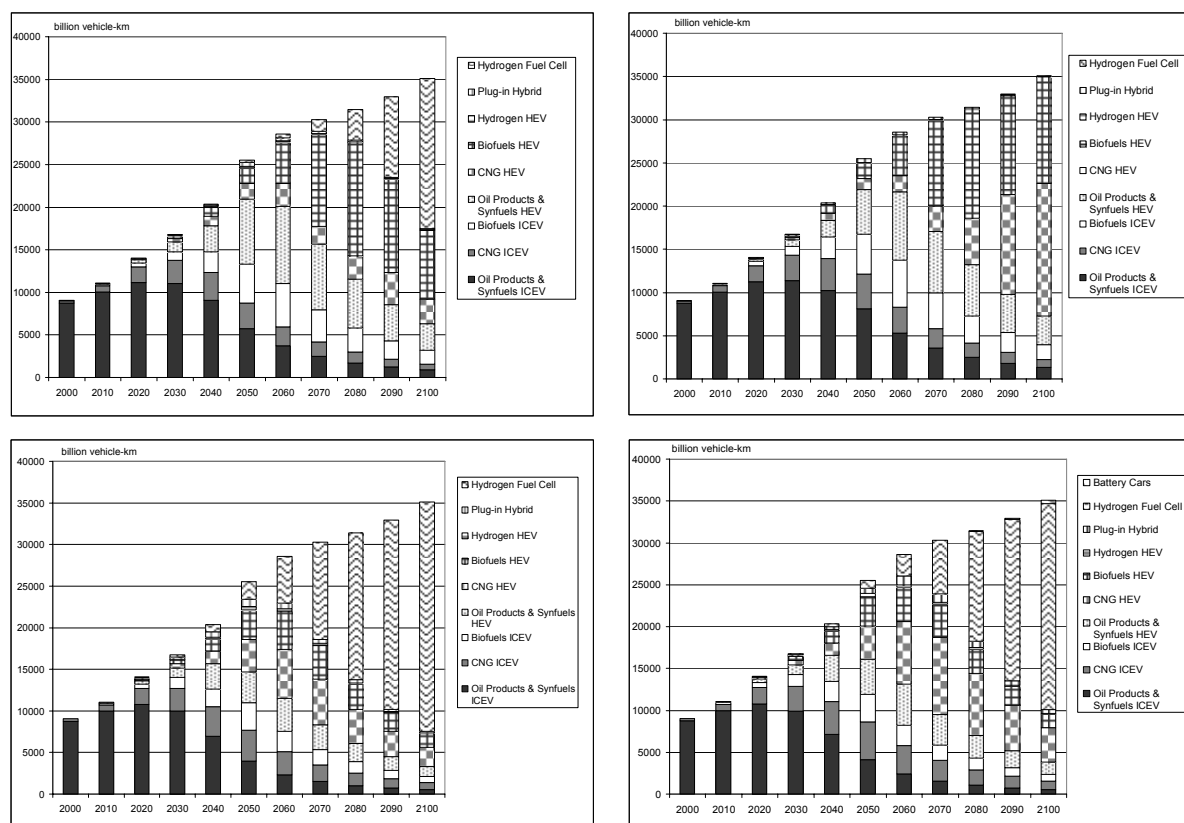 billion vehicle-km
40000
35000
30000
25000
20000
15000
10000
5000
0
2000 2010 2020 2030 2040 2050 2060 2070 2080 2090 2100
Hydrogen Fuel Cell
Plug-in Hybrid
Hydrogen HEV
Biofuels HEV
CNG HEV
Oil Products &
Synfuels HEV
Biofuels ICEV
CNG ICEV
Oil Products &
Synfuels ICEV
billion vehicle-km
40000
35000
30000
25000
20000
15000
10000
5000
0
2000 2010 2020 2030 2040 2050 2060 2070 2080 2090 2100
Hydrogen Fuel Cell
Plug-in Hybrid
Hydrogen HEV
Biofuels HEV
CNG HEV
Oil Products &
Synfuels HEV
Biofuels ICEV
CNG ICEV
Oil Products &
Synfuels ICEV
billion vehicle-km
40000
35000
30000
25000
20000
15000
10000
5000
0
2000 2010 2020 2030 2040 2050 2060 2070 2080 2090 2100
Hydrogen Fuel Cell
Plug-in Hybrid
Hydrogen HEV
Biofuels HEV
CNG HEV
Oil Products & Synfuels
HEV
Biofuels ICEV
CNG ICEV
Oil Products & Synfuels
ICEV
billion vehicle-km
40000
35000
30000
25000
20000
15000
10000
5000
0
2000 2010 2020 2030 2040 2050 2060 2070 2080 2090 2100
Battery Cars
Hydrogen Fuel Cell
Plug-in Hybrid
Hydrogen HEV
Biofuels HEV
CNG HEV
Oil Products &
Synfuels HEV
Biofuels ICEV
CNG ICEV
Oil Products &
Synfuels ICEV